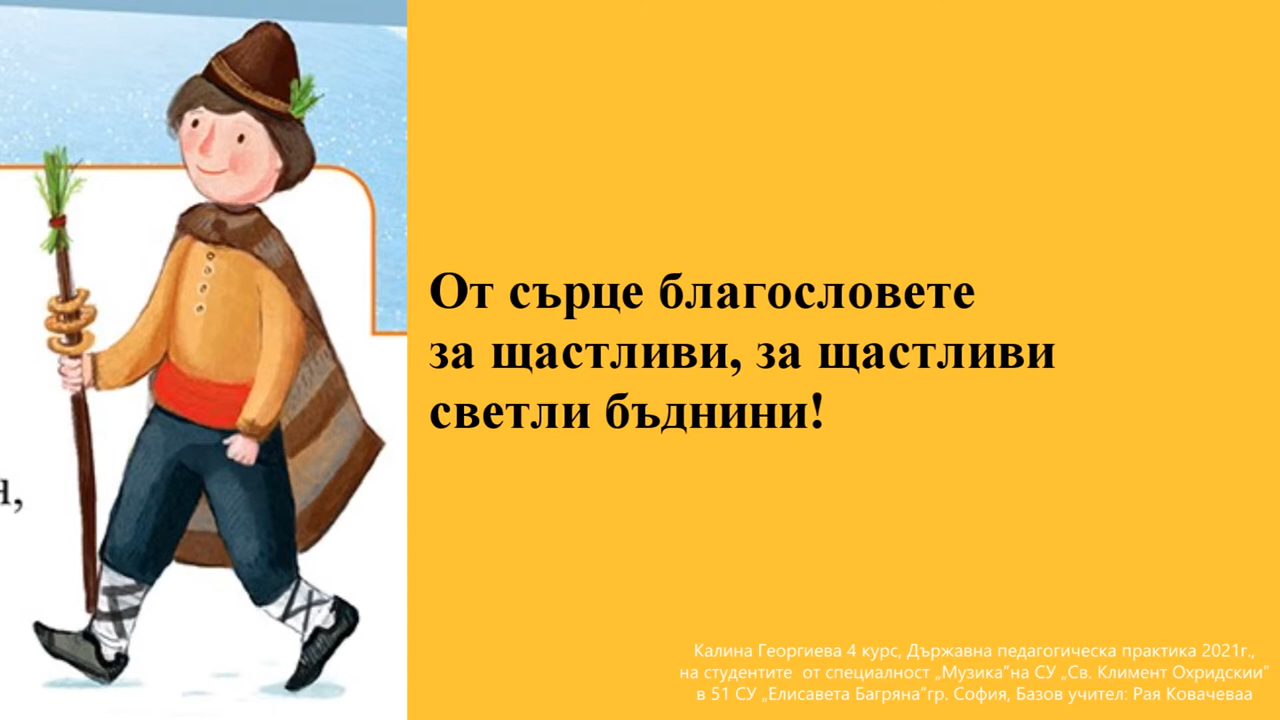 От сърце благословете
за щастливи, за щастливи
светли бъднини!
я,
Калина Георгиева 4 курс, Държавна педагогическа практика 2021г.,
на студентите от специалност „Музика”на СУ „Св. Климент Охридскии”
в 51 СУ „Елисавета Багряна”гр. София, Базов учител: Рая Ковачеваа